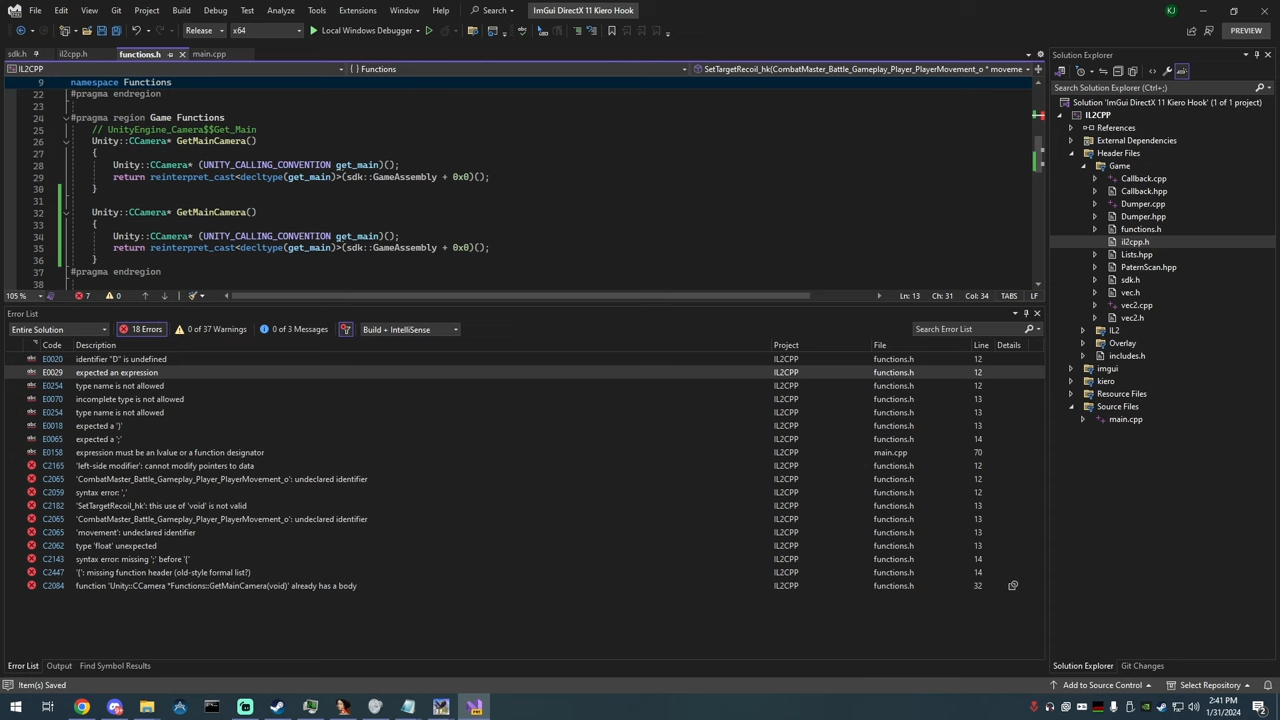 File Edit View Git Project Build Debug Test Analyze Tools Extensions Window Help Search ImGui DirectX 11 Kiero Hook KJ
Release x64 Local Windows Debugger PREVIEW
sdk.h il2cpp.h functions.h main.cpp
IL2CPP { } Functions SetTargetRecoil_hk(CombatMaster_Battle_Gameplay_Player_PlayerMovement_o * moveme
9 namespace Functions
22 #pragma endregion
23
24 #pragma region Game Functions
25 // UnityEngine_Camera$$Get_Main
26 Unity::CCamera* GetMainCamera()
27 {
28 Unity::CCamera* (UNITY_CALLING_CONVENTION get_main)();
29 return reinterpret_cast<decltype(get_main)>(sdk::GameAssembly + 0x0)();
30 }
31
32 Unity::CCamera* GetMainCamera()
33 {
34 Unity::CCamera* (UNITY_CALLING_CONVENTION get_main)();
35 return reinterpret_cast<decltype(get_main)>(sdk::GameAssembly + 0x0)();
36 }
37 #pragma endregion
105 % 7 0 Ln: 13 Ch: 31 Col: 34 TABS LF
Error List
Entire Solution 18 Errors 0 of 37 Warnings 0 of 3 Messages Build + IntelliSense Search Error List
Code Description Project File Line Details
E0020 identifier "D" is undefined IL2CPP functions.h 12
E0029 expected an expression IL2CPP functions.h 12
E0254 type name is not allowed IL2CPP functions.h 12
E0070 incomplete type is not allowed IL2CPP functions.h 13
E0254 type name is not allowed IL2CPP functions.h 13
E0018 expected a ')' IL2CPP functions.h 13
E0065 expected a ';' IL2CPP functions.h 14
E0158 expression must be an lvalue or a function designator IL2CPP main.cpp 70
C2165 'left-side modifier': cannot modify pointers to data IL2CPP functions.h 12
C2065 'CombatMaster_Battle_Gameplay_Player_PlayerMovement_o': undeclared identifier IL2CPP functions.h 12
C2059 syntax error: ',' IL2CPP functions.h 12
C2182 'SetTargetRecoil_hk': this use of 'void' is not valid IL2CPP functions.h 13
C2065 'CombatMaster_Battle_Gameplay_Player_PlayerMovement_o': undeclared identifier IL2CPP functions.h 13
C2065 'movement': undeclared identifier IL2CPP functions.h 13
C2062 type 'float' unexpected IL2CPP functions.h 13
C2143 syntax error: missing ';' before '{' IL2CPP functions.h 14
C2447 '{': missing function header (old-style formal list?) IL2CPP functions.h 14
C2084 function 'Unity::CCamera *Functions::GetMainCamera(void)' already has a body IL2CPP functions.h 32
Error List Output Find Symbol Results
Solution Explorer
Search Solution Explorer (Ctrl+;)
Solution 'ImGui DirectX 11 Kiero Hook' (1 of 1 project)
IL2CPP
References
External Dependencies
Header Files
Game
Callback.cpp
Callback.hpp
Dumper.cpp
Dumper.hpp
functions.h
il2cpp.h
Lists.hpp
PaternScan.hpp
sdk.h
vec.h
vec2.cpp
vec2.h
IL2
Overlay
includes.h
imgui
kiero
Resource Files
Source Files
main.cpp
Solution Explorer Git Changes
Item(s) Saved Add to Source Control Select Repository
2:41 PM
1/31/2024